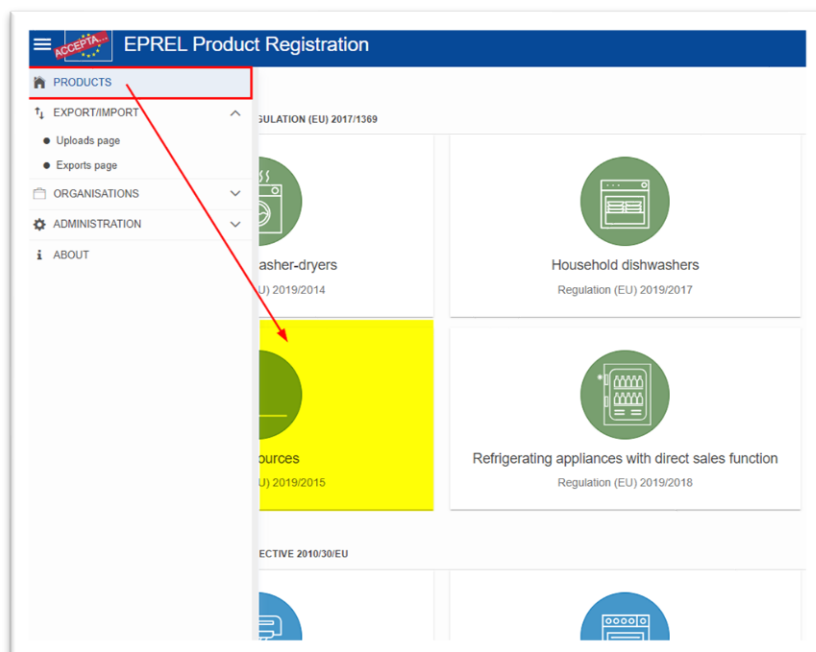 ACCEPTA...
EPREL Product Registration
PRODUCTS
EXPORT/IMPORT
Uploads page
Exports page
ORGANISATIONS
ADMINISTRATION
ABOUT
GULATION (EU) 2017/1369
asher-dryers
U) 2019/2014
Household dishwashers
Regulation (EU) 2019/2017
ources
U) 2019/2015
Refrigerating appliances with direct sales function
Regulation (EU) 2019/2018
ECTIVE 2010/30/EU